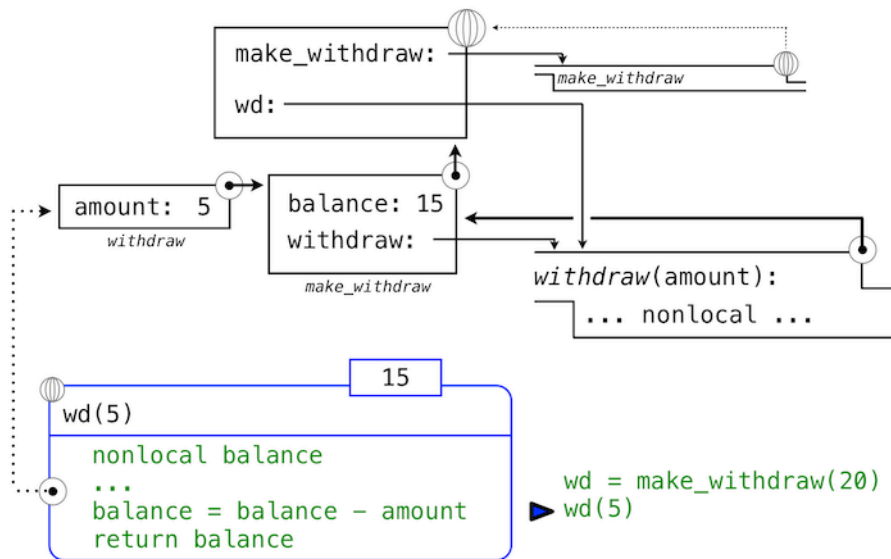 make_withdraw:
make_withdraw
wd:
amount: 5
withdraw
balance: 15
withdraw:
make_withdraw
withdraw(amount):
... nonlocal ...
15
wd(5)
nonlocal balance
...
balance = balance – amount
return balance
wd = make_withdraw(20)
wd(5)